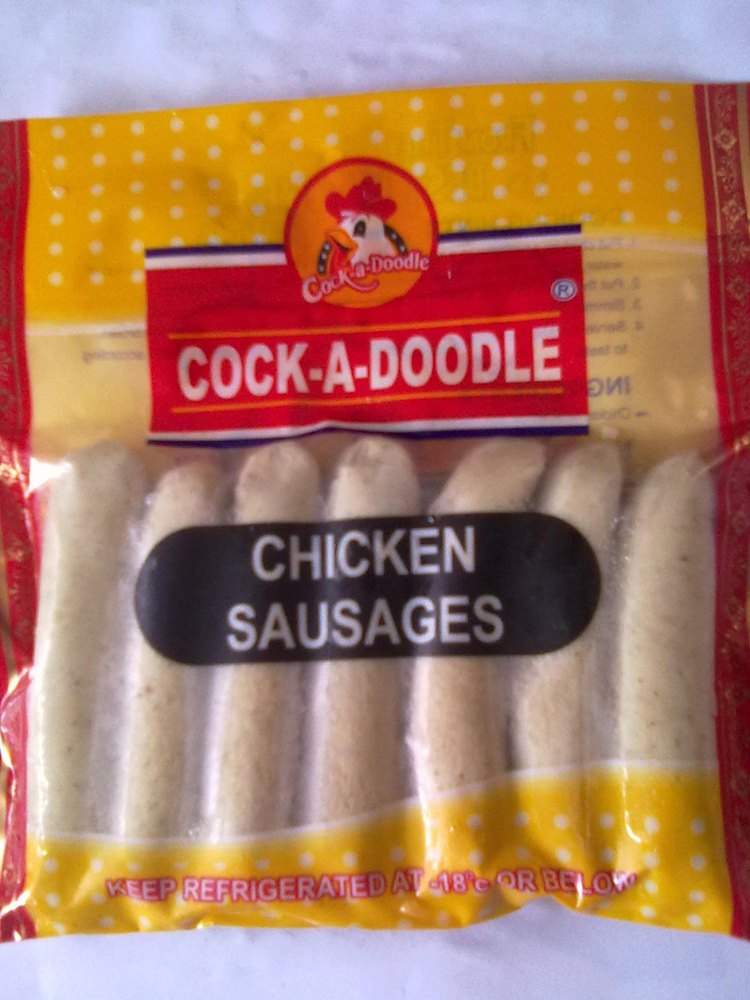 Cock-a-Doodle
®
COCK-A-DOODLE
CHICKEN
SAUSAGES
KEEP REFRIGERATED AT -18°c OR BELOW